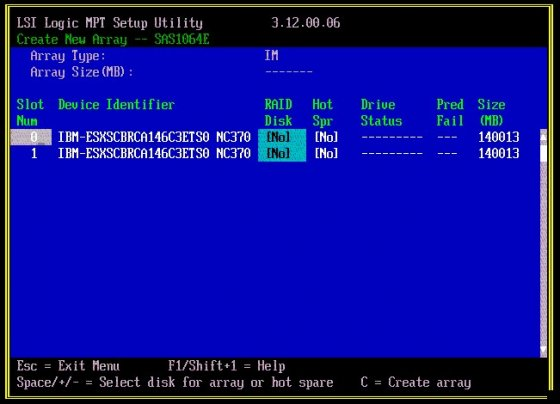 LSI Logic MPT Setup Utility 3.12.00.06
Create New Array -- SAS1064E
Array Type: IM
Array Size(MB): -------
Slot Device Identifier RAID Hot Drive Pred Size
Num Disk Spr Status Fail (MB)
0 IBM-ESXSCBRCA146C3ETS0 NC370 [No] [No] --------- --- 140013
1 IBM-ESXSCBRCA146C3ETS0 NC370 [No] [No] --------- --- 140013
Esc = Exit Menu F1/Shift+1 = Help
Space/+/- = Select disk for array or hot spare C = Create array